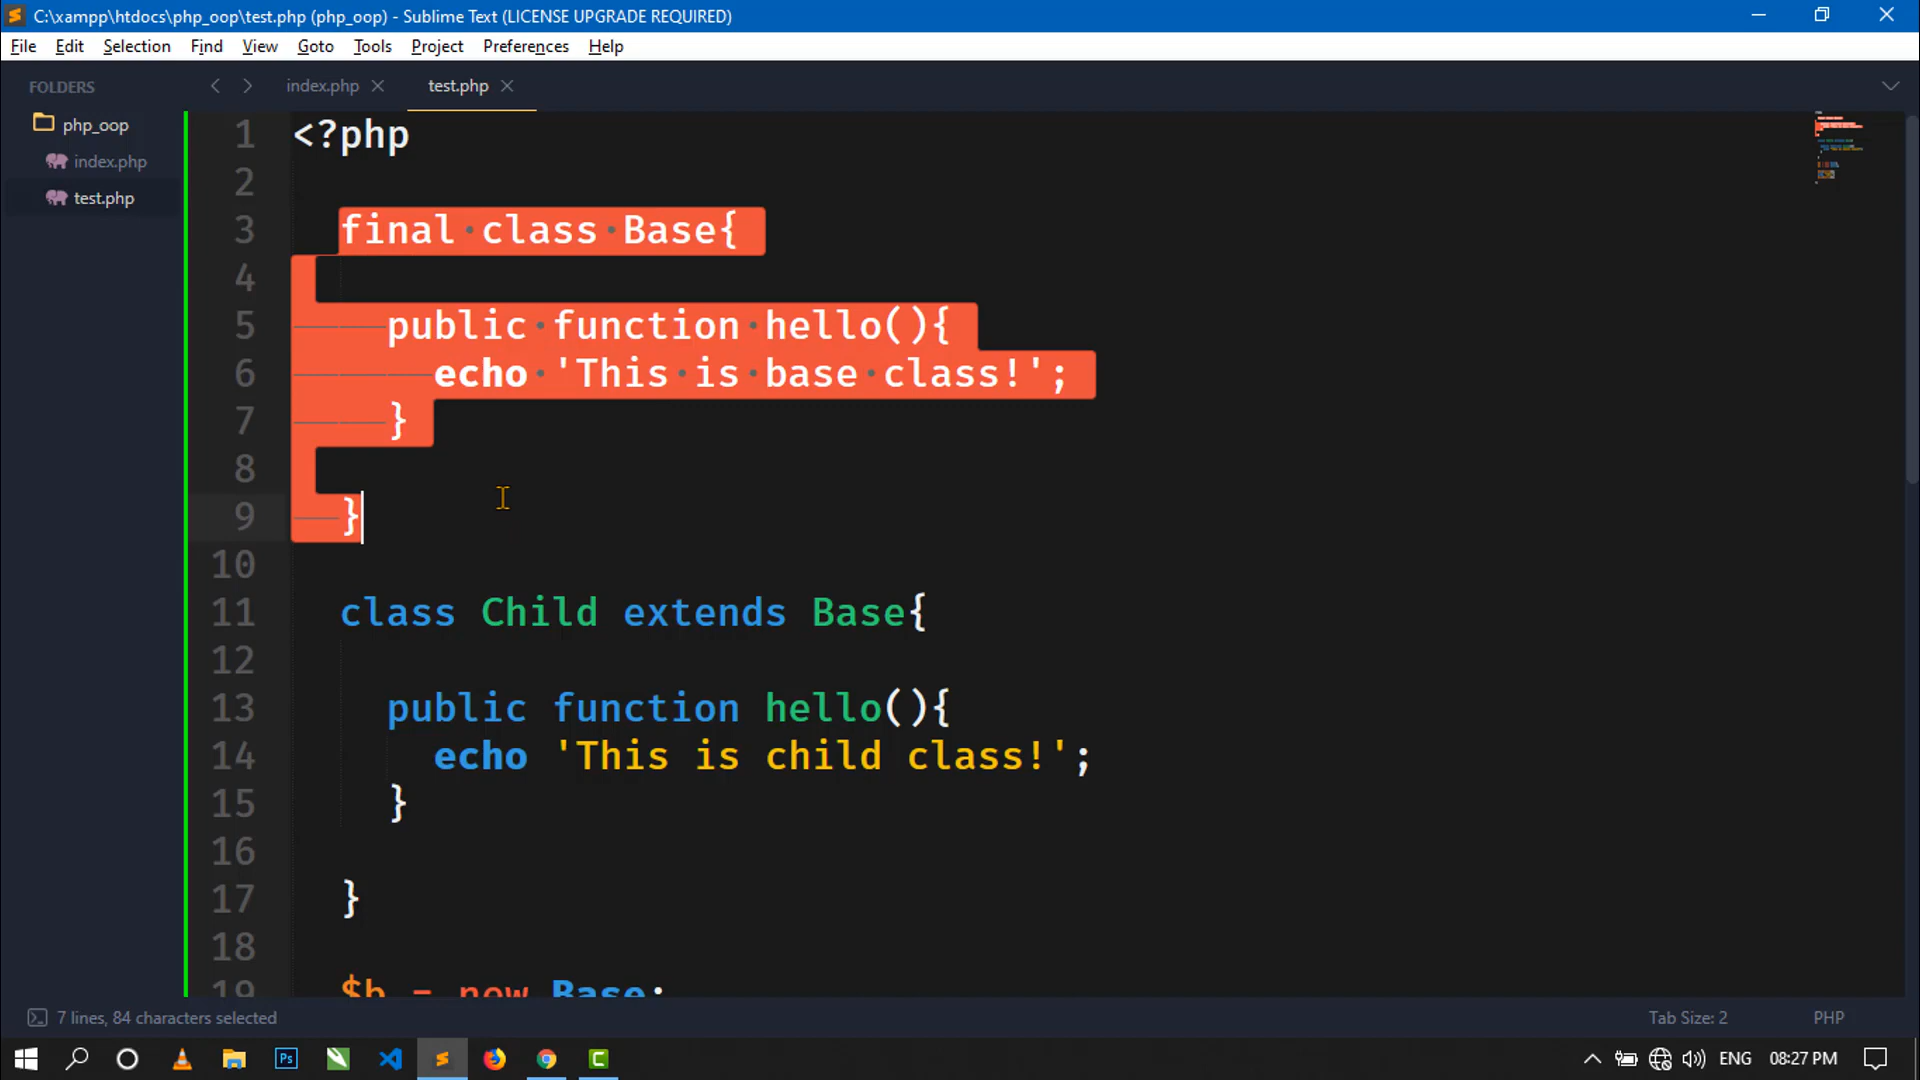 C:\xampp\htdocs\php_oop\test.php (php_oop) - Sublime Text (LICENSE UPGRADE REQUIRED)
File Edit Selection Find View Goto Tools Project Preferences Help
FOLDERS
php_oop
index.php
test.php
index.php test.php
1 <?php
2
3 final class Base{
4
5 public function hello(){
6 echo 'This is base class!';
7 }
8
9 }
10
11 class Child extends Base{
12
13 public function hello(){
14 echo 'This is child class!';
15 }
16
17 }
18
19 $b = new Base;
7 lines, 84 characters selected
Tab Size: 2 PHP
Ps
ENG 08:27 PM